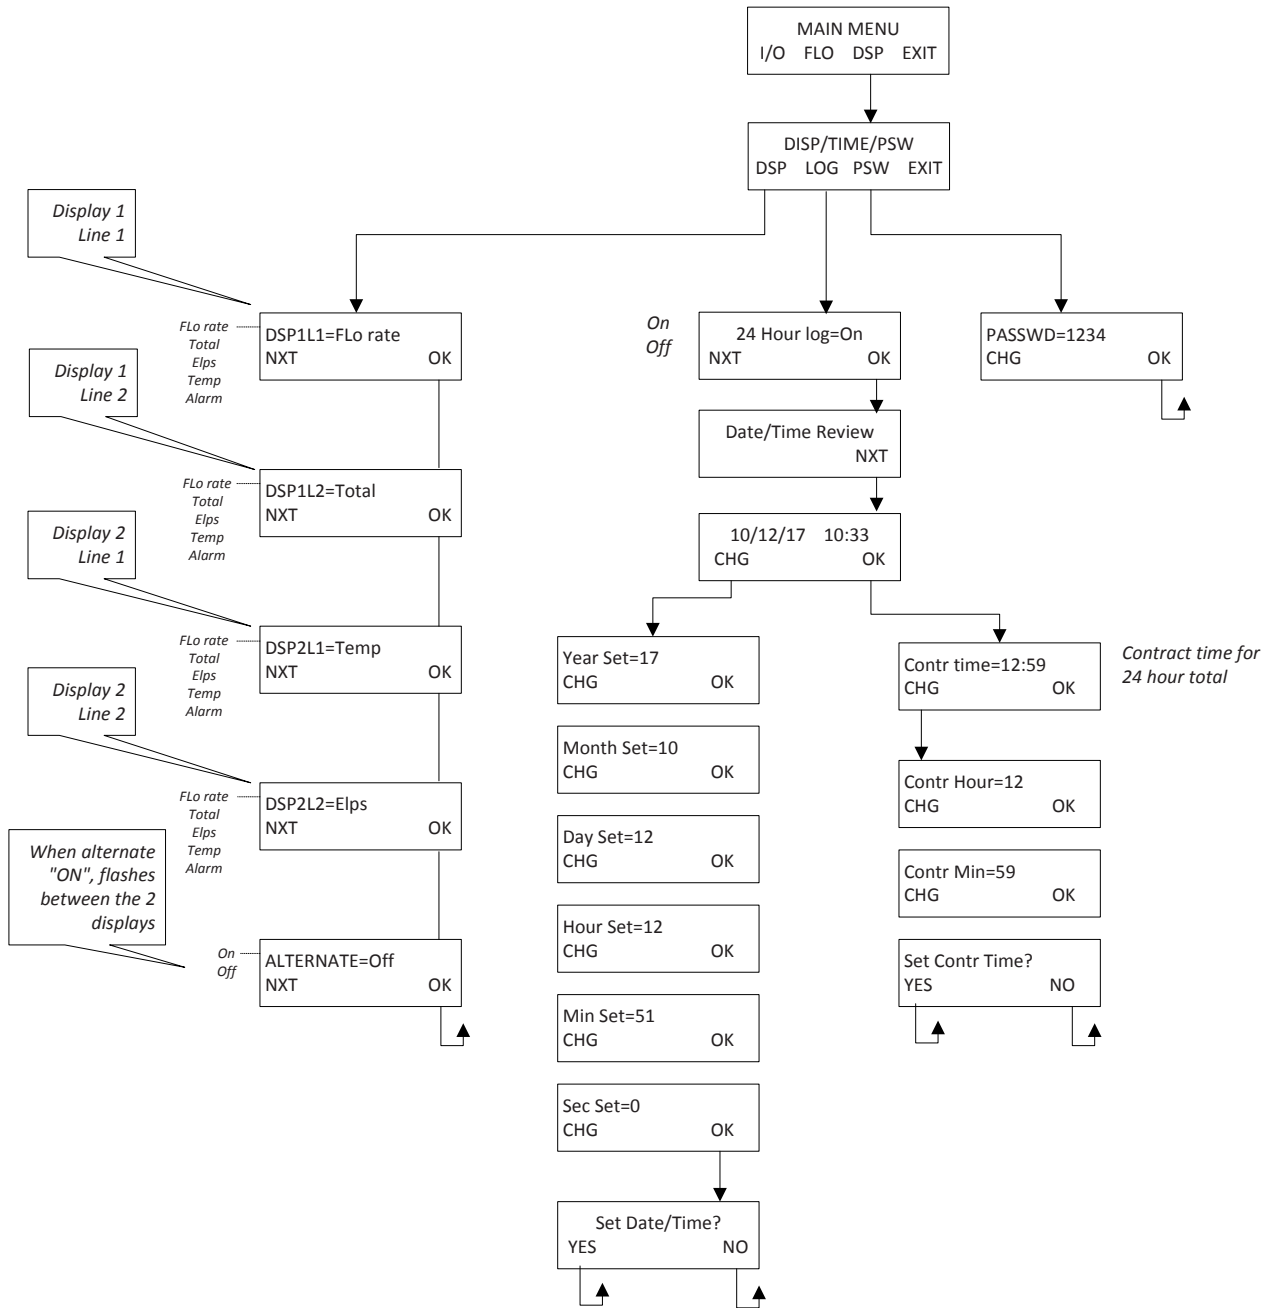 MAIN MENU
I/O FLO DSP EXIT
DISP/TIME/PSW
DSP LOG PSW EXIT
Display 1
Line 1
FLo rate
Total
Elps
Temp
Alarm
DSP1L1=FLo rate
NXT OK
Display 1
Line 2
FLo rate
Total
Elps
Temp
Alarm
DSP1L2=Total
NXT OK
Display 2
Line 1
FLo rate
Total
Elps
Temp
Alarm
DSP2L1=Temp
NXT OK
Display 2
Line 2
FLo rate
Total
Elps
Temp
Alarm
DSP2L2=Elps
NXT OK
When alternate
"ON", flashes
between the 2
displays
On
Off
ALTERNATE=Off
NXT OK
On
Off
24 Hour log=On
NXT OK
Date/Time Review
NXT
10/12/17 10:33
CHG OK
Year Set=17
CHG OK
Month Set=10
CHG OK
Day Set=12
CHG OK
Hour Set=12
CHG OK
Min Set=51
CHG OK
Sec Set=0
CHG OK
Set Date/Time?
YES NO
Contr time=12:59
CHG OK
Contract time for
24 hour total
Contr Hour=12
CHG OK
Contr Min=59
CHG OK
Set Contr Time?
YES NO
PASSWD=1234
CHG OK